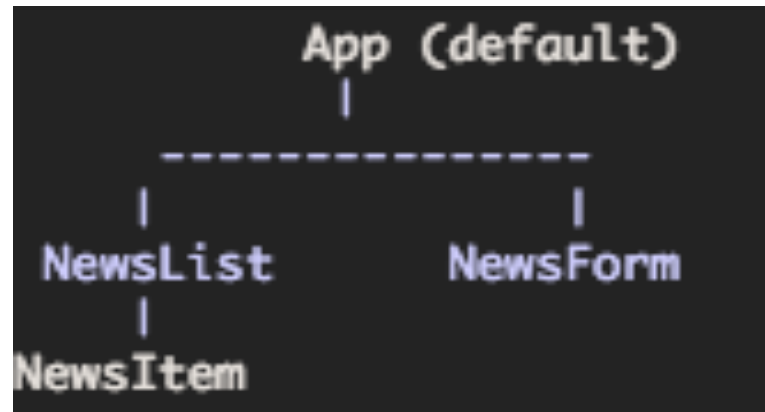 App (default)
|
---------------
| |
NewsList NewsForm
|
NewsItem